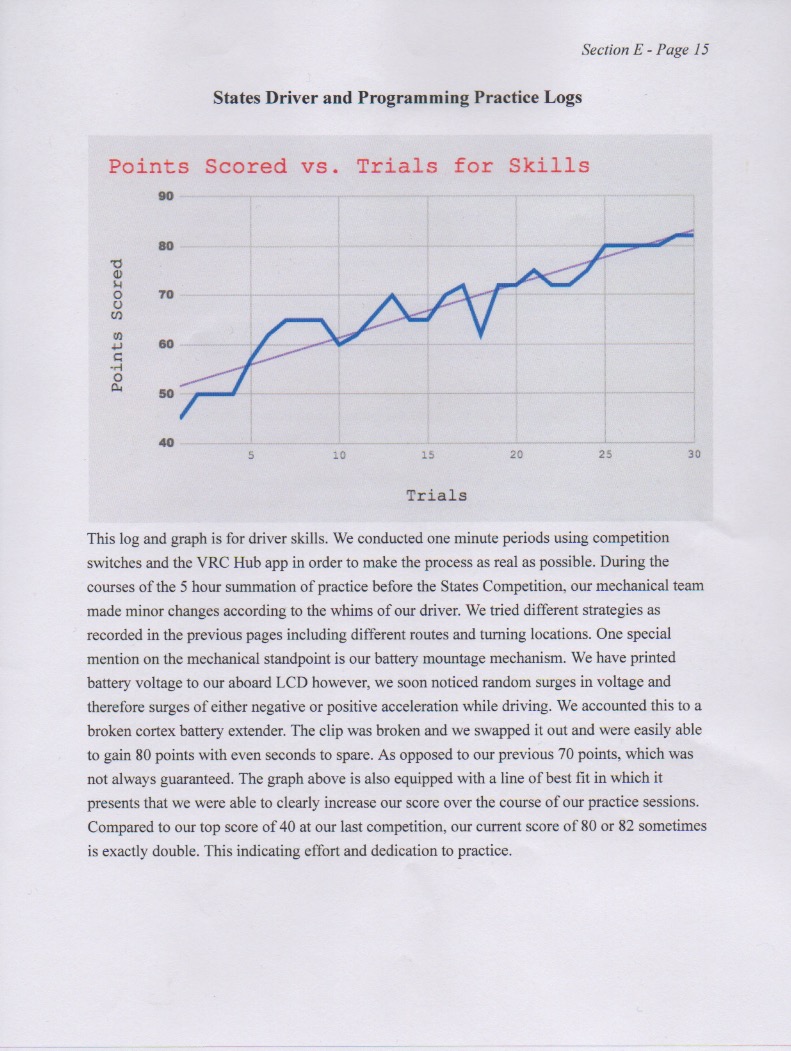 Section E - Page 15
States Driver and Programming Practice Logs
Points Scored vs. Trials for Skills
90
80
70
60
50
40
Points Scored
5 10 15 20 25 30
Trials
This log and graph is for driver skills. We conducted one minute periods using competition
switches and the VRC Hub app in order to make the process as real as possible. During the
courses of the 5 hour summation of practice before the States Competition, our mechanical team
made minor changes according to the whims of our driver. We tried different strategies as
recorded in the previous pages including different routes and turning locations. One special
mention on the mechanical standpoint is our battery mountage mechanism. We have printed
battery voltage to our aboard LCD however, we soon noticed random surges in voltage and
therefore surges of either negative or positive acceleration while driving. We accounted this to a
broken cortex battery extender. The clip was broken and we swapped it out and were easily able
to gain 80 points with even seconds to spare. As opposed to our previous 70 points, which was
not always guaranteed. The graph above is also equipped with a line of best fit in which it
presents that we were able to clearly increase our score over the course of our practice sessions.
Compared to our top score of 40 at our last competition, our current score of 80 or 82 sometimes
is exactly double. This indicating effort and dedication to practice.